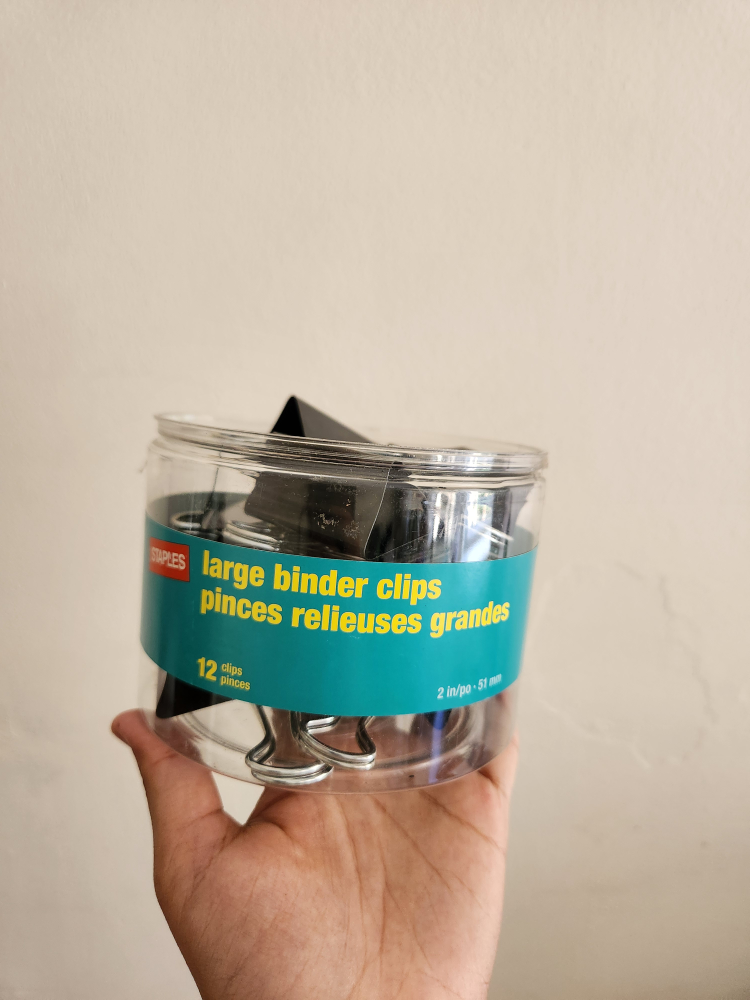 STAPLES
large binder clips
pinces relieuses grandes
12 clips
pinces
2 in/po · 51 mm